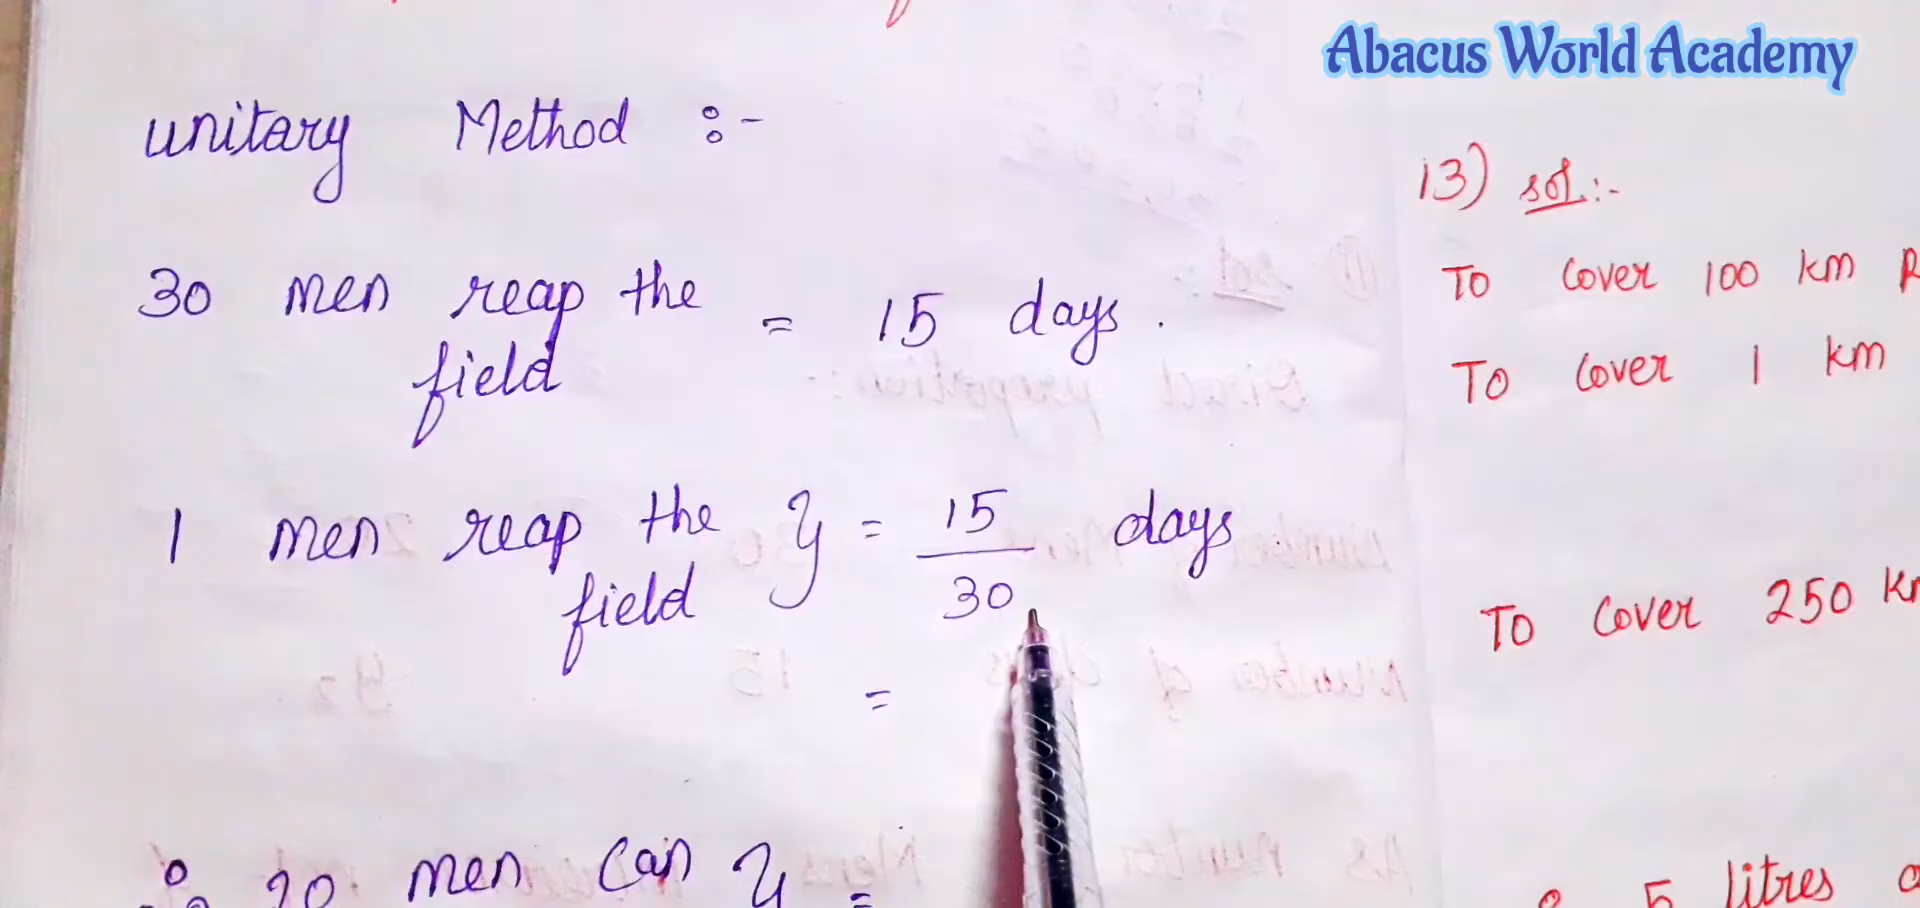 Abacus World Academy
unitary Method :-
30 men reap the = 15 days.
field
1 men reap the } = 15/30 days
field
=
20 men can } =
13) sol:-
To cover 100 km
To cover 1 km
To cover 250
5 litres